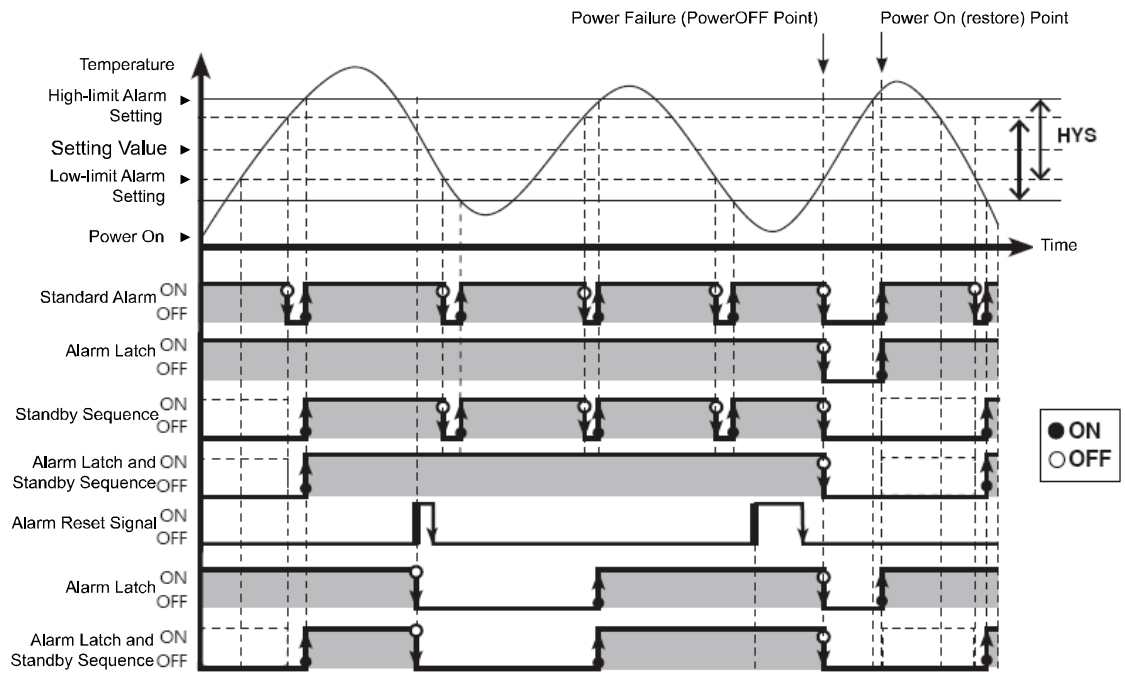 Power Failure (PowerOFF Point)
Power On (restore) Point
Temperature
High-limit Alarm
Setting
HYS
Setting Value
Low-limit Alarm
Setting
Power On
Time
Standard Alarm
ON
OFF
Alarm Latch
ON
OFF
Standby Sequence
ON
OFF
Alarm Latch and
Standby Sequence
ON
OFF
ON
OFF
Alarm Reset Signal
ON
OFF
Alarm Latch
ON
OFF
Alarm Latch and
Standby Sequence
ON
OFF